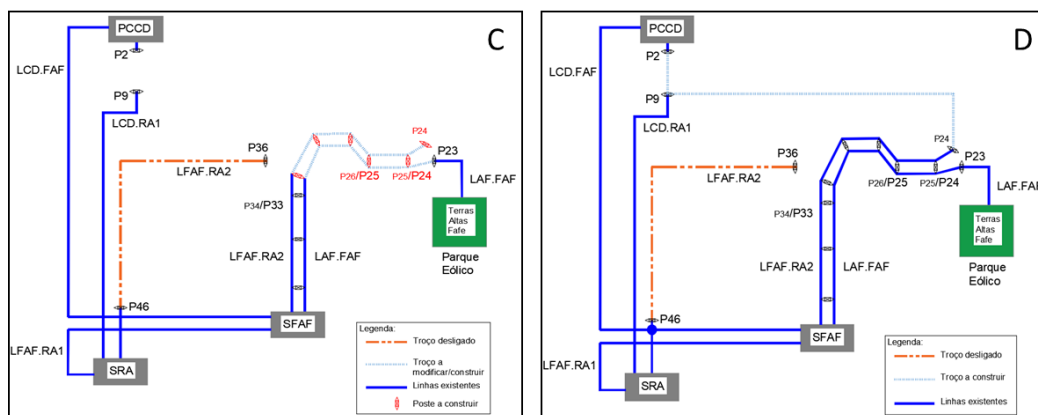 C
PCCD
P2
LCD.FAF
P9
LCD.RA1
P24
P36
P23
LFAF.RA2
P26/P25
P25/P24
LAF.FAF
P34/P33
Terras
Altas
Fafe
Parque
Eólico
LFAF.RA2
LAF.FAF
P46
SFAF
LFAF.RA1
SRA
Legenda:
Troço desligado
Troço a
modificar/construir
Linhas existentes
Poste a construir
D
PCCD
P2
LCD.FAF
P9
LCD.RA1
P24
P36
P23
LFAF.RA2
P26/P25
P25/P24
LAF.FAF
P34/P33
Terras
Altas
Fafe
Parque
Eólico
LFAF.RA2
LAF.FAF
P46
SFAF
LFAF.RA1
SRA
Legenda:
Troço desligado
Troço a construir
Linhas existentes